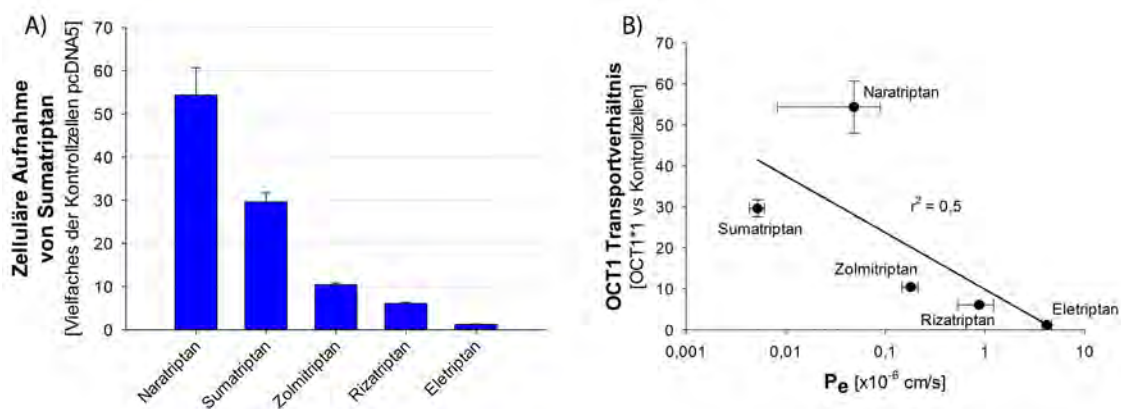 A)
Zelluläre Aufnahme
von Sumatriptan
[Vielfaches der Kontrollzellen pcDNA5]
70
60
50
40
30
20
10
0
Naratriptan
Sumatriptan
Zolmitriptan
Rizatriptan
Eletriptan
B)
OCT1 Transportverhältnis
[OCT1*1 vs Kontrollzellen]
70
60
50
40
30
20
10
0
Naratriptan
r² = 0,5
Sumatriptan
Zolmitriptan
Rizatriptan
Eletriptan
0.001
0,01
0,1
1
10
Pe [x10⁻⁶ cm/s]